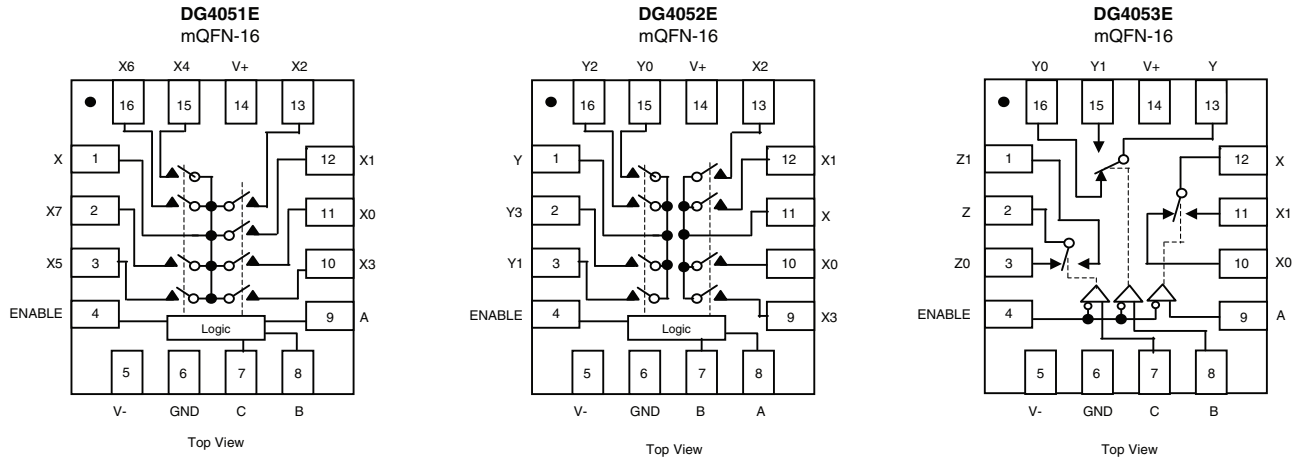 DG4051E
mQFN-16
X6 X4 V+ X2
16 15 14 13
X 1 12 X1
X7 2 11 X0
X5 3 10 X3
ENABLE 4 Logic 9 A
5 6 7 8
V- GND C B
Top View
DG4052E
mQFN-16
Y2 Y0 V+ X2
16 15 14 13
Y 1 12 X1
Y3 2 11 X
Y1 3 10 X0
ENABLE 4 Logic 9 X3
5 6 7 8
V- GND B A
Top View
DG4053E
mQFN-16
Y0 Y1 V+ Y
16 15 14 13
Z1 1 12 X
Z 2 11 X1
Z0 3 10 X0
ENABLE 4 9 A
5 6 7 8
V- GND C B
Top View